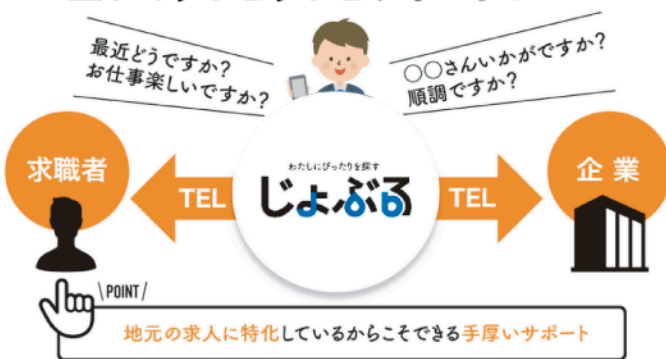 最近どうですか?
お仕事楽しいですか?
○○さんいかがですか?
順調ですか?
求職者
TEL
わたしにぴったりを探す
じょぶる
TEL
企業
POINT
地元の求人に特化しているからこそできる手厚いサポート